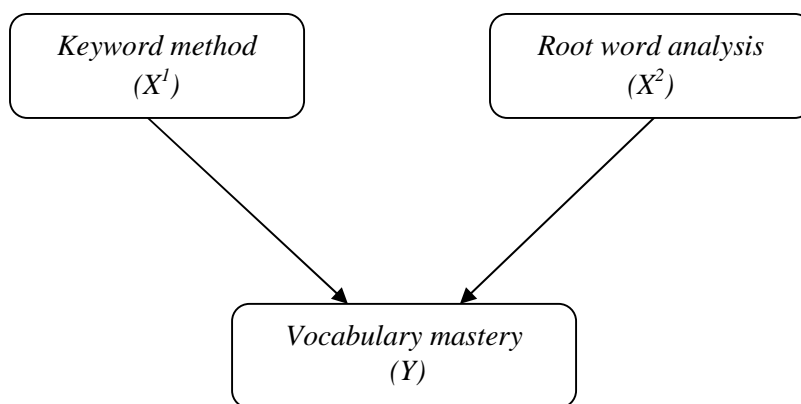 Keyword method
(X¹)
Root word analysis
(X²)
Vocabulary mastery
(Y)